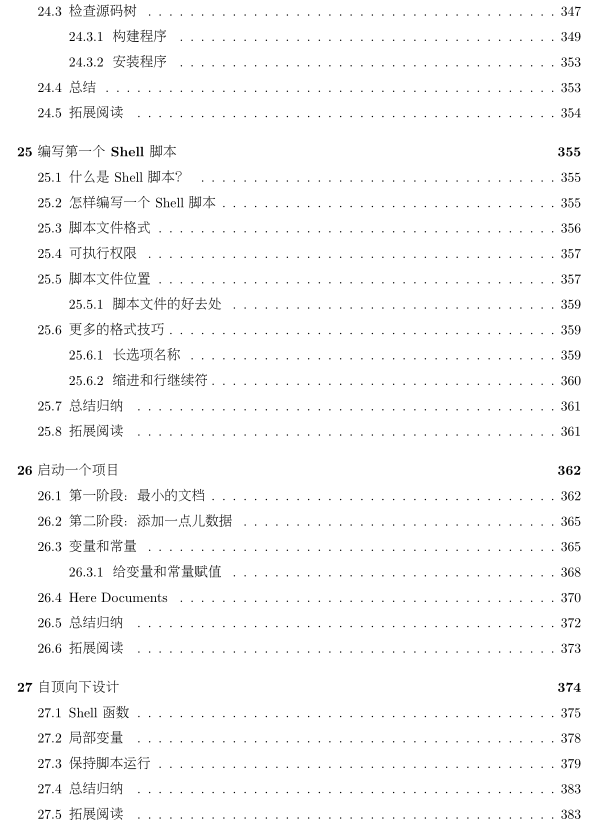 24.3 检查源码树 . . . . . . . . . . . . . . . . . . . . . . . . . . . . . . . . . . . . . . . 347
24.3.1 构建程序 . . . . . . . . . . . . . . . . . . . . . . . . . . . . . . . . . . . . 349
24.3.2 安装程序 . . . . . . . . . . . . . . . . . . . . . . . . . . . . . . . . . . . . 353
24.4 总结 . . . . . . . . . . . . . . . . . . . . . . . . . . . . . . . . . . . . . . . . . . . 353
24.5 拓展阅读 . . . . . . . . . . . . . . . . . . . . . . . . . . . . . . . . . . . . . . . . 354
25 编写第一个 Shell 脚本 355
25.1 什么是 Shell 脚本? . . . . . . . . . . . . . . . . . . . . . . . . . . . . . . . . . . 355
25.2 怎样编写一个 Shell 脚本 . . . . . . . . . . . . . . . . . . . . . . . . . . . . . . . . 355
25.3 脚本文件格式 . . . . . . . . . . . . . . . . . . . . . . . . . . . . . . . . . . . . . . 356
25.4 可执行权限 . . . . . . . . . . . . . . . . . . . . . . . . . . . . . . . . . . . . . . . 357
25.5 脚本文件位置 . . . . . . . . . . . . . . . . . . . . . . . . . . . . . . . . . . . . . . 357
25.5.1 脚本文件的好去处 . . . . . . . . . . . . . . . . . . . . . . . . . . . . . . . 359
25.6 更多的格式技巧 . . . . . . . . . . . . . . . . . . . . . . . . . . . . . . . . . . . . . 359
25.6.1 长选项名称 . . . . . . . . . . . . . . . . . . . . . . . . . . . . . . . . . . . 359
25.6.2 缩进和行继续符 . . . . . . . . . . . . . . . . . . . . . . . . . . . . . . . . . 360
25.7 总结归纳 . . . . . . . . . . . . . . . . . . . . . . . . . . . . . . . . . . . . . . . . 361
25.8 拓展阅读 . . . . . . . . . . . . . . . . . . . . . . . . . . . . . . . . . . . . . . . . 361
26 启动一个项目 362
26.1 第一阶段：最小的文档 . . . . . . . . . . . . . . . . . . . . . . . . . . . . . . . . . 362
26.2 第二阶段：添加一点儿数据 . . . . . . . . . . . . . . . . . . . . . . . . . . . . . . 365
26.3 变量和常量 . . . . . . . . . . . . . . . . . . . . . . . . . . . . . . . . . . . . . . . 365
26.3.1 给变量和常量赋值 . . . . . . . . . . . . . . . . . . . . . . . . . . . . . . . 368
26.4 Here Documents . . . . . . . . . . . . . . . . . . . . . . . . . . . . . . . . . . . . 370
26.5 总结归纳 . . . . . . . . . . . . . . . . . . . . . . . . . . . . . . . . . . . . . . . . 372
26.6 拓展阅读 . . . . . . . . . . . . . . . . . . . . . . . . . . . . . . . . . . . . . . . . 373
27 自顶向下设计 374
27.1 Shell 函数 . . . . . . . . . . . . . . . . . . . . . . . . . . . . . . . . . . . . . . . . 375
27.2 局部变量 . . . . . . . . . . . . . . . . . . . . . . . . . . . . . . . . . . . . . . . . 378
27.3 保持脚本运行 . . . . . . . . . . . . . . . . . . . . . . . . . . . . . . . . . . . . . . 379
27.4 总结归纳 . . . . . . . . . . . . . . . . . . . . . . . . . . . . . . . . . . . . . . . . 383
27.5 拓展阅读 . . . . . . . . . . . . . . . . . . . . . . . . . . . . . . . . . . . . . . . . 383